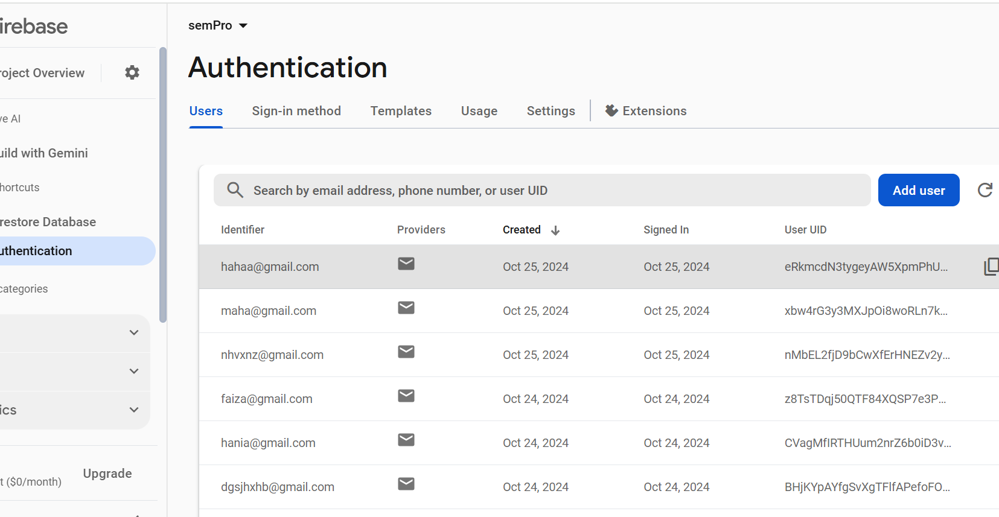 irebase
roject Overview
ve AI
uild with Gemini
hortcuts
restore Database
uthentication
categories
ics
t ($0/month)
Upgrade
semPro
Authentication
Users Sign-in method Templates Usage Settings Extensions
Search by email address, phone number, or user UID Add user
Identifier Providers Created Signed In User UID
hahaa@gmail.com Oct 25, 2024 Oct 25, 2024 eRkmcdN3tygeyAW5XpmPhU...
maha@gmail.com Oct 25, 2024 Oct 25, 2024 xbw4rG3y3MXJpOi8woRLn7k...
nhvxnz@gmail.com Oct 25, 2024 Oct 25, 2024 nMbEL2fjD9bCwXfErHNEZv2y...
faiza@gmail.com Oct 24, 2024 Oct 24, 2024 z8TsTDqj50QTF84XQSP7e3P...
hania@gmail.com Oct 24, 2024 Oct 24, 2024 CVagMfIRTHUum2nrZ6b0iD3v...
dgsjhxhb@gmail.com Oct 24, 2024 Oct 24, 2024 BHjKYpAYfgSvXgTFlfAPefoFO...